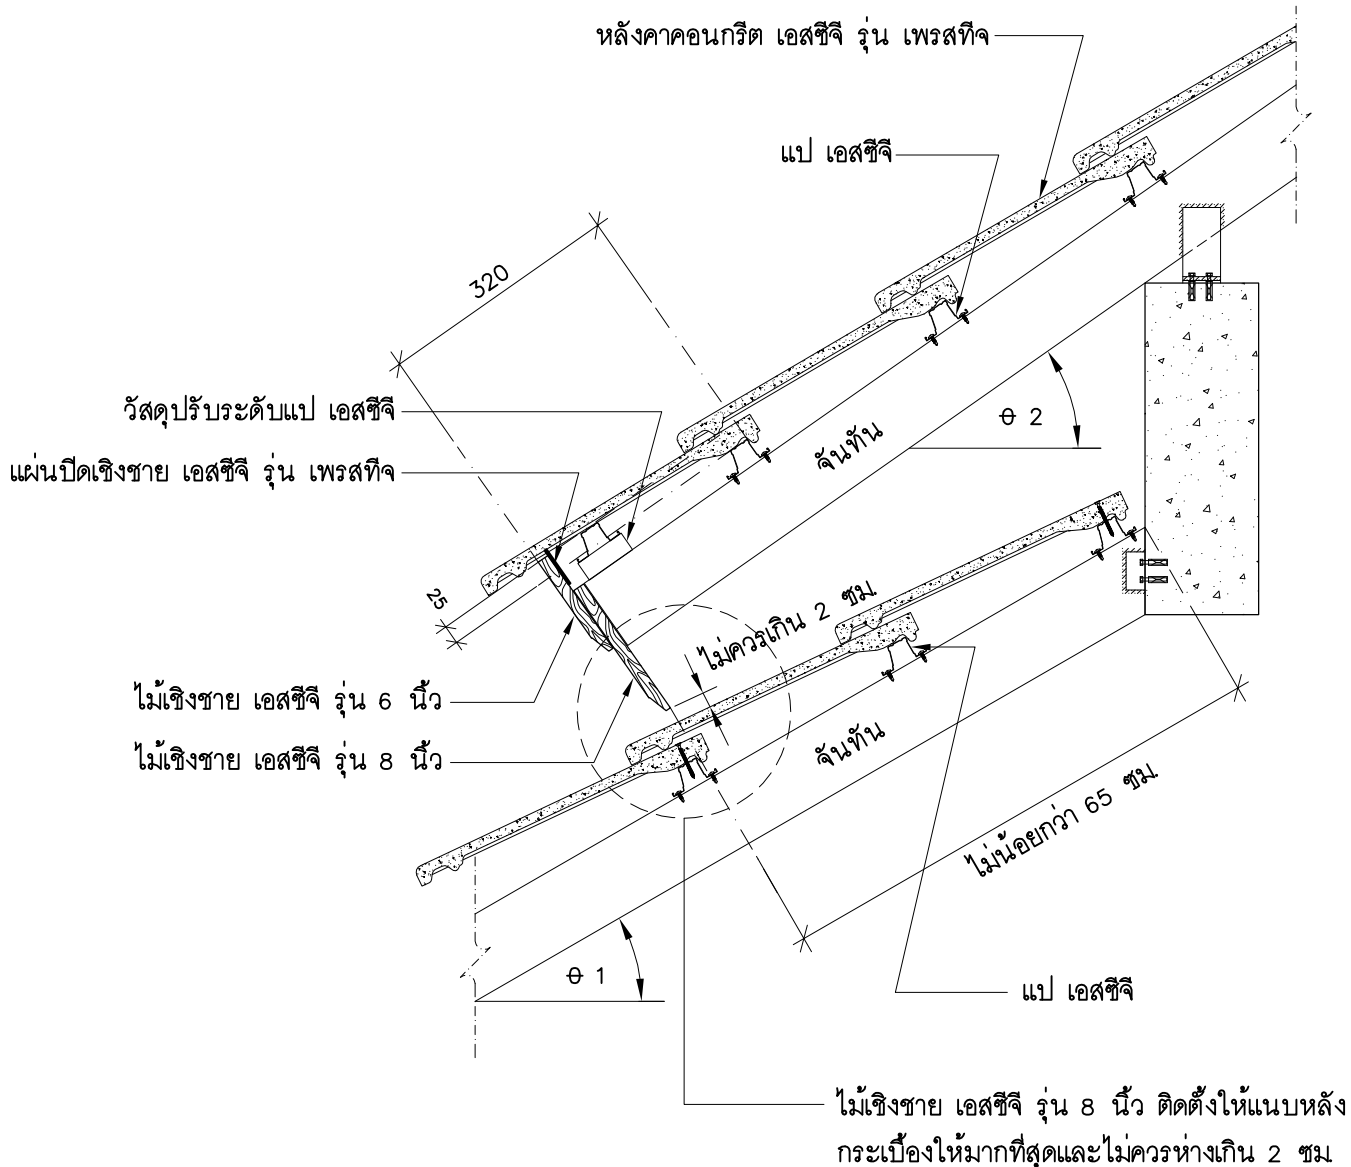 หลังคาคอนกรีต เอสซีจี รุ่น เพรสทีจ
แป เอสซีจี
320
วัสดุปรับระดับแป เอสซีจี
แผ่นปิดเชิงชาย เอสซีจี รุ่น เพรสทีจ
θ 2
จันทัน
25
ไม่ควรเกิน 2 ซม.
ไม้เชิงชาย เอสซีจี รุ่น 6 นิ้ว
ไม้เชิงชาย เอสซีจี รุ่น 8 นิ้ว
จันทัน
ไม่น้อยกว่า 65 ซม.
θ 1
แป เอสซีจี
ไม้เชิงชาย เอสซีจี รุ่น 8 นิ้ว ติดตั้งให้แนบหลัง
กระเบื้องให้มากที่สุดและไม่ควรห่างเกิน 2 ซม.